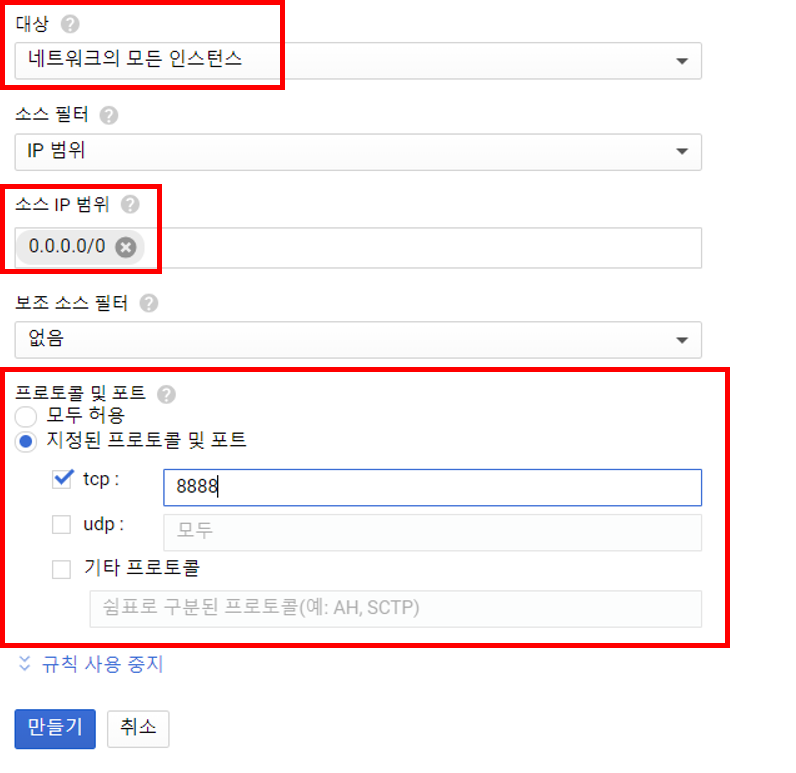 대상
네트워크의 모든 인스턴스
소스 필터
IP 범위
소스 IP 범위
0.0.0.0/0
보조 소스 필터
없음
프로토콜 및 포트
모두 허용
지정된 프로토콜 및 포트
tcp : 8888
udp : 모두
기타 프로토콜
쉼표로 구분된 프로토콜(예: AH, SCTP)
규칙 사용 중지
만들기 취소